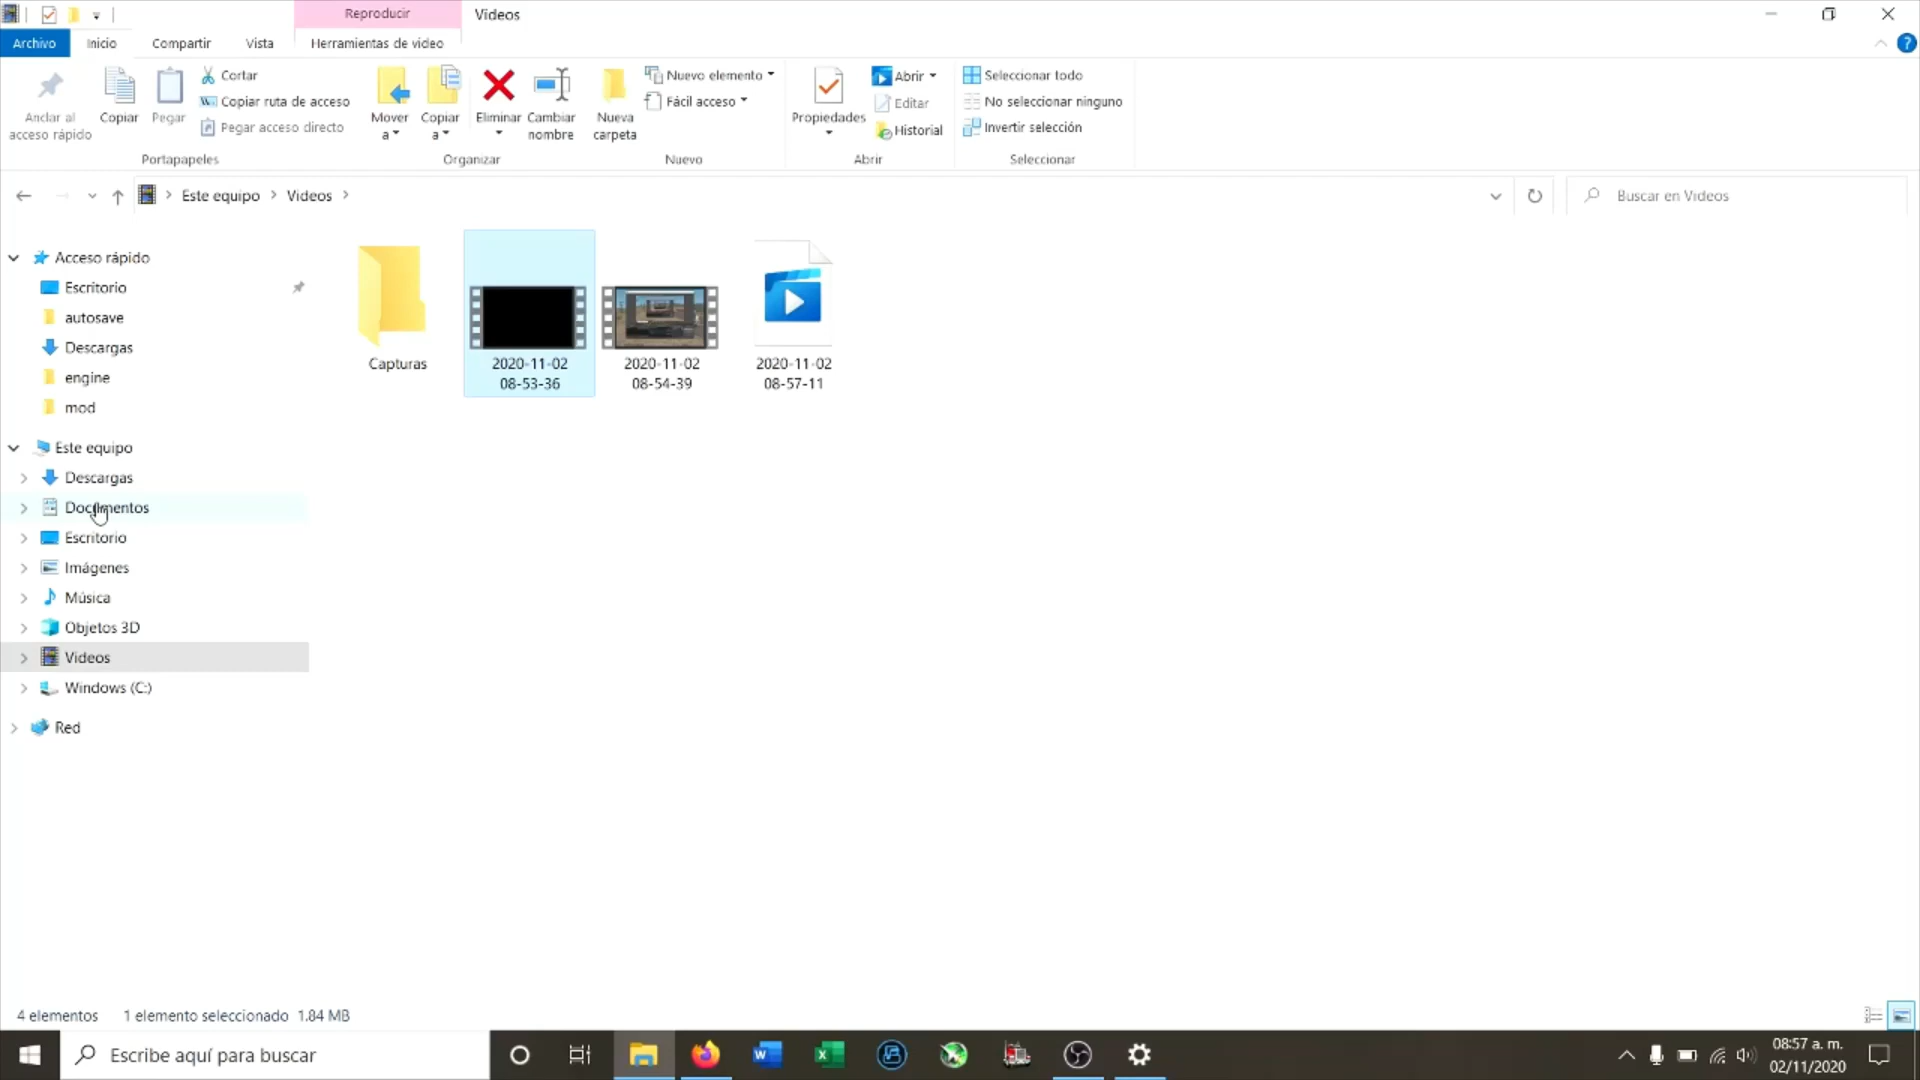 Reproducir
Videos
Archivo
Inicio
Compartir
Vista
Herramientas de video
Anclar al
acceso rápido
Copiar
Pegar
Cortar
Copiar ruta de acceso
Pegar acceso directo
Portapapeles
Mover
a
Copiar
a
Eliminar
Cambiar
nombre
Organizar
Nueva
carpeta
Nuevo elemento
Fácil acceso
Nuevo
Propiedades
Abrir
Editar
Historial
Abrir
Seleccionar todo
No seleccionar ninguno
Invertir selección
Seleccionar
Este equipo
Videos
Buscar en Videos
Acceso rápido
Escritorio
autosave
Descargas
engine
mod
Este equipo
Descargas
Documentos
Escritorio
Imágenes
Música
Objetos 3D
Videos
Windows (C:)
Red
Capturas
2020-11-02
08-53-36
2020-11-02
08-54-39
2020-11-02
08-57-11
4 elementos
1 elemento seleccionado 1.84 MB
Escribe aquí para buscar
08:57 a. m.
02/11/2020